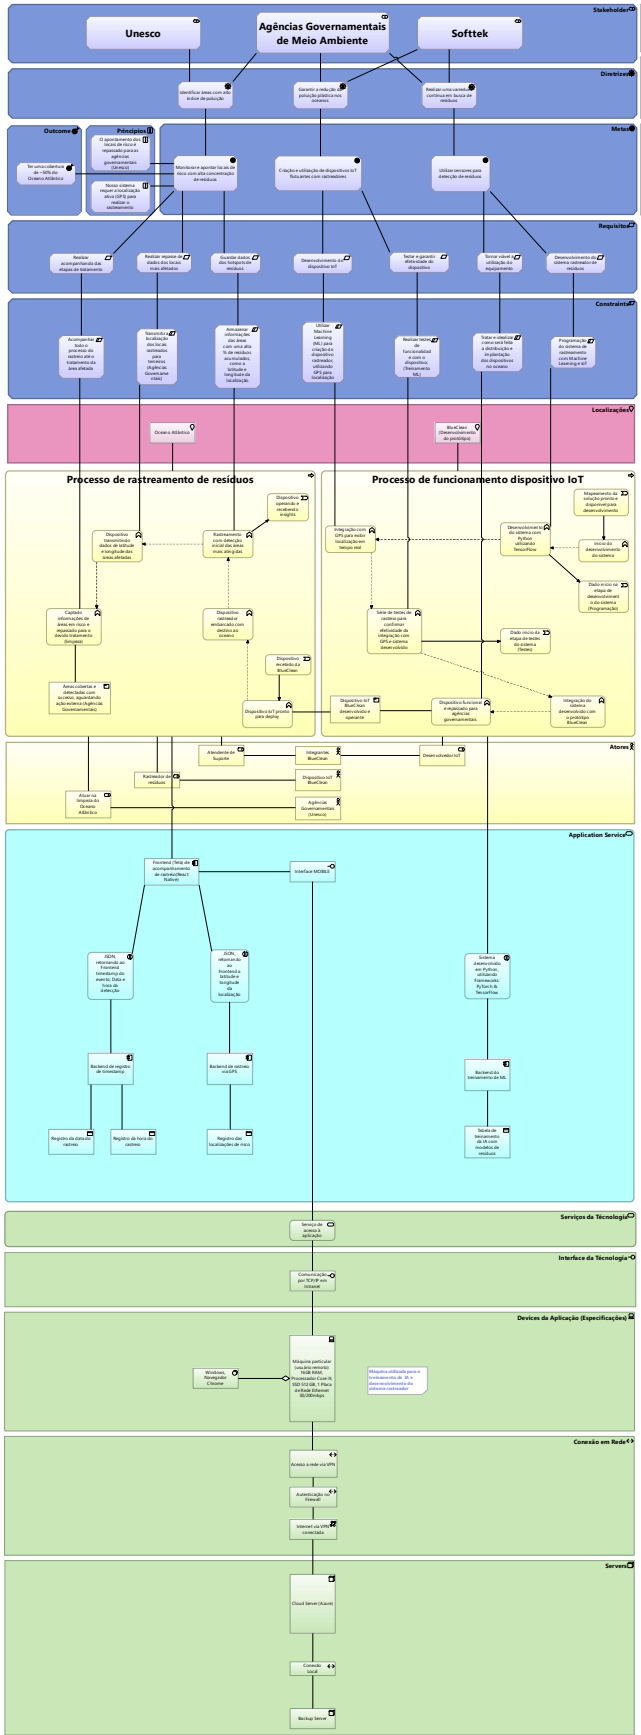 Stakeholder
Unesco
Agências Governamentais
de Meio Ambiente
Softtek
Diretrizes
Identificar áreas com alto
índice de poluição
Garantir a redução da
poluição plástica nos
oceanos
Realizar uma varredura
contínua em busca de
resíduos
Outcome
Princípios
Metas
Ter uma cobertura
de ~50% do
Oceano Atlântico
O apontamento dos
locais de risco é
repassado para as
agências
governamentais
(Unesco)
Nosso sistema
requer a localização
ativa (GPS) para
realizar o
rastreamento
Monitorar e apontar locais de
risco com alta concentração
de resíduos
Criação e utilização de dispositivos IoT
flutuantes com rastreadores
Utilizar sensores para
detecção de resíduos
Requisitos
Realizar
acompanhamento das
etapas de tratamento
Realizar repasse de
dados dos locais
mais afetados
Guardar dados
dos hotspots de
resíduos
Desenvolvimento do
dispositivo IoT
Testar e garantir
efetividade do
dispositivo
Tornar viável a
utilização do
equipamento
Desenvolvimento do
sistema rastreador de
resíduos
Constraints
Acompanhar
todo o
processo do
rastreio até o
tratamento da
área afetada
Transmitir a
localização
dos locais
rastreados
para
terceiros
(Agências
Govername
ntais)
Armazenar
informações
das áreas
com uma alta
% de resíduos
acumulados,
como a
latitude e
longitude da
localização
Utilizar
Machine
Learning
(ML) para
criação do
dispositivo
rastreador,
utilizando
GPS para
localização
Realizar testes
de
funcionalidad
e com o
dispositivo
(Treinamento
ML)
Tratar e idealizar
como será feita
a distribuição e
implantação
dos dispositivos
no oceano
Programação
do sistema de
rastreamento
com Machine
Learning e IoT
Localizações
Oceano Atlântico
BlueClean
(Desenvolvimento
do protótipo)
Processo de rastreamento de resíduos
Processo de funcionamento dispositivo IoT
Dispositivo
operando e
recebendo
insights
Dispositivo
transmitindo
dados de latitude
e longitude das
áreas afetadas
Rastreamento
com detecção
inicial das áreas
mais atingidas
Captado
informações de
áreas em risco e
repassado para o
devido tratamento
(limpeza)
Dispositivo
rastreador
embarcado com
destino ao
oceano
Dispositivo
recebido da
BlueClean
Áreas cobertas e
detectadas com
sucesso, aguardando
ação externa (Agências
Governamentais)
Dispositivo IoT pronto
para deploy
Mapeamento da
solução pronto e
disponível para
desenvolvimento
Integração com
GPS para exibir
localização em
tempo real
Desenvolvimento
do sistema com
Python
utilizando
TensorFlow
Início do
desenvolvimento
do sistema
Dado início na
etapa de
desenvolviment
o do sistema
(Programação)
Série de testes de
rastreio para
confirmar
efetividade da
integração com
GPS e sistema
desenvolvido
Dado início da
etapa de testes
do sistema
(Testes)
Dispositivo IoT
BlueClean
desenvolvido e
operante
Dispositivo funcional
e repassado para
agências
governamentais
Integração do
sistema
desenvolvido com
o protótipo
BlueClean
Atores
Atendente de
Suporte
Integrantes
BlueClean
Desenvolvedor IoT
Rastreador de
resíduos
Dispositivo IoT
BlueClean
Atuar na
limpeza do
Oceano
Atlântico
Agências
Governamentais
(Unesco)
Application Service
Frontend (Tela) de
acompanhamento
de rastreio(React
Native)
Interface MOBILE
JSON,
retornando ao
Frontend
timestamp do
evento; Data e
hora da
detecção
JSON,
retornando
ao
Frontend a
latitude e
longitude
da
localização
Sistema
desenvolvido
em Python,
utilizando
Frameworks
PyTorch &
TensorFlow
Backend de registro
de timestamp
Backend de rastreio
via GPS
Backend do
treinamento de ML
Registro da data do
rastreio
Registro da hora do
rastreio
Registro das
localizações de risco
Tabela de
treinamento
da IA com
modelos de
resíduos
Serviços da Técnologia
Serviço de
acesso à
aplicação
Interface da Técnologia
Comunicação
por TCP/IP em
Intranet
Devices da Aplicação (Especificações)
Windows,
Navegador
Chrome
Máquina particular
(usuário remoto)
16GB RAM,
Processador Core i9,
SSD 512 GB, 1 Placa
de Rede Ethernet
50/200mbps
Máquina utilizada para o
treinamento da IA e
desenvolvimento do
sistema rastreador
Conexão em Rede
Acesso a rede via VPN
Autenticação no
Firewall
Internet via VPN
conectada
Servers
Cloud Server (Azure)
Conexão
Local
Backup Server